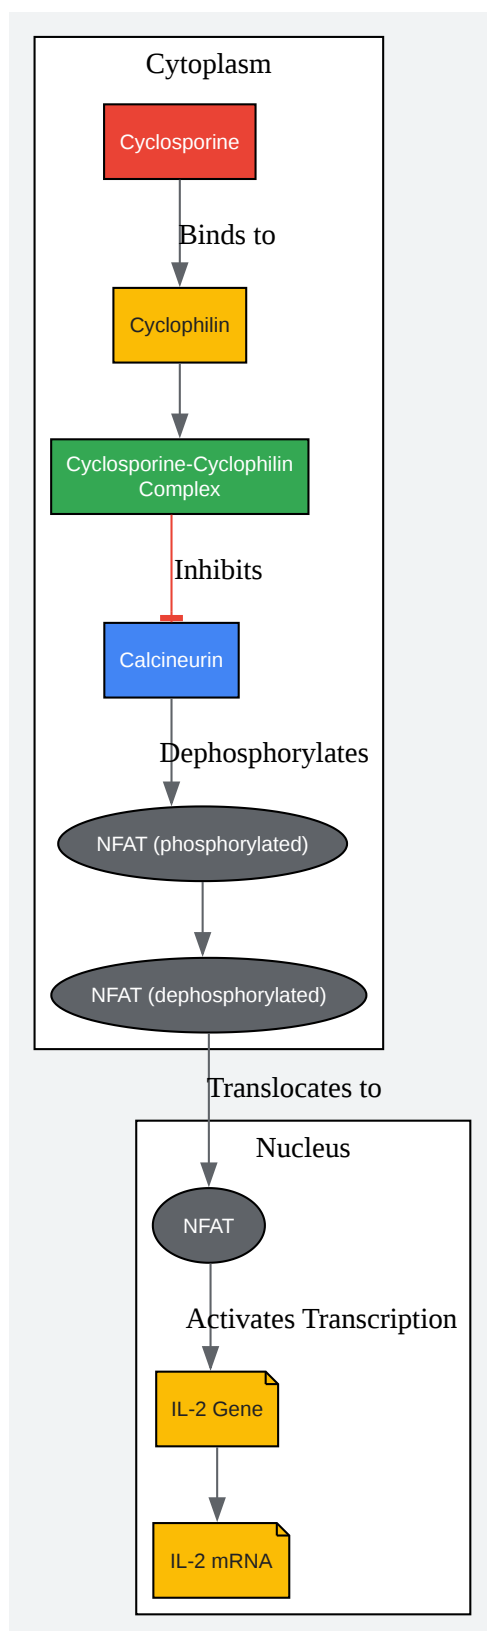 Cytoplasm
Cyclosporine
Binds to
Cyclophilin
Cyclosporine-Cyclophilin
Complex
Inhibits
Calcineurin
Dephosphorylates
NFAT (phosphorylated)
NFAT (dephosphorylated)
Translocates to
Nucleus
NFAT
Activates Transcription
IL-2 Gene
IL-2 mRNA